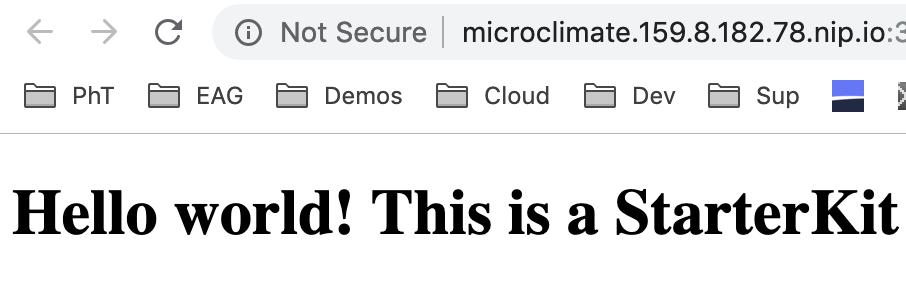 Not Secure microclimate.159.8.182.78.nip.io:
PhT EAG Demos Cloud Dev Sup
Hello world! This is a StarterKit